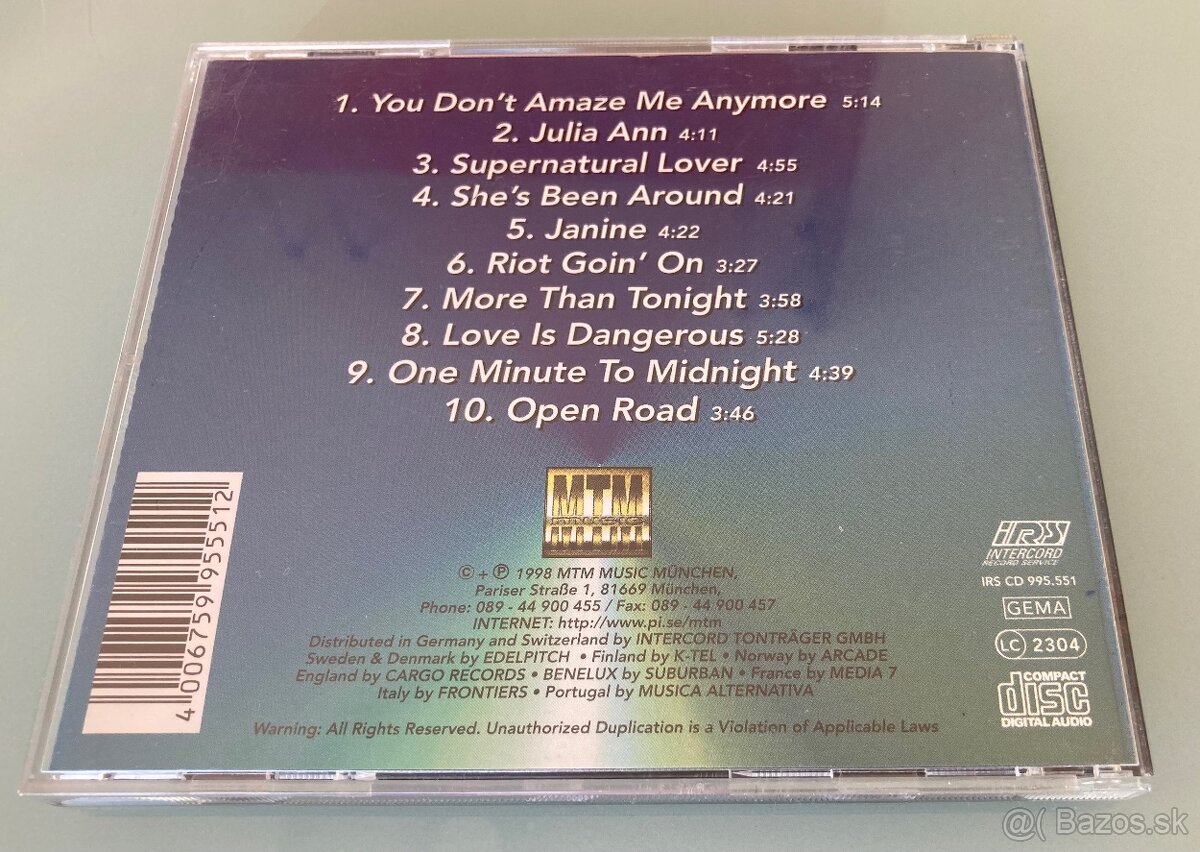 1. You Don't Amaze Me Anymore 5:14
2. Julia Ann 4:11
3. Supernatural Lover 4:55
4. She's Been Around 4:21
5. Janine 4:22
6. Riot Goin' On 3:27
7. More Than Tonight 3:58
8. Love Is Dangerous 5:28
9. One Minute To Midnight 4:39
10. Open Road 3:46
MTM
MUSIC
© + ℗ 1998 MTM MUSIC MÜNCHEN,
Pariser Straße 1, 81669 München,
Phone: 089 - 44 900 455 / Fax: 089 - 44 900 457
INTERNET: http://www.pi.se/mtm
Distributed in Germany and Switzerland by INTERCORD TONTRÄGER GMBH
Sweden & Denmark by EDELPITCH • Finland by K-TEL • Norway by ARCADE
England by CARGO RECORDS • BENELUX by SUBURBAN • France by MEDIA 7
Italy by FRONTIERS • Portugal by MUSICA ALTERNATIVA
Warning: All Rights Reserved. Unauthorized Duplication is a Violation of Applicable Laws
4 006759 955512
iRS
INTERCORD
RECORD SERVICE
IRS CD 995.551
GEMA
LC 2304
COMPACT
disc
DIGITAL AUDIO
@( Bazos.sk